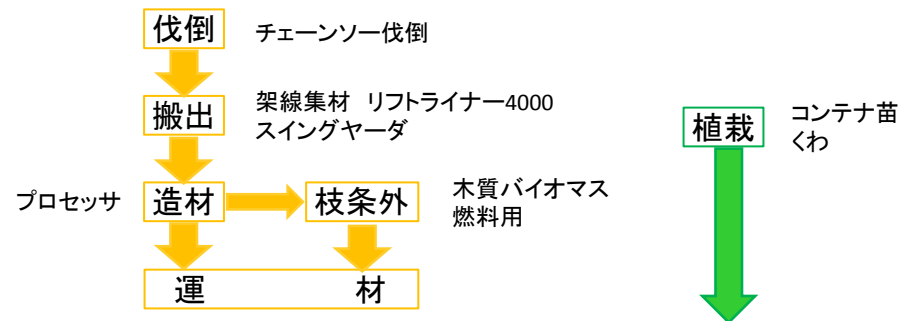 伐倒
チェーンソー伐倒
搬出
架線集材　リフトライナー4000
スイングヤーダ
プロセッサ
造材
枝条外
木質バイオマス
燃料用
運　　　　材
植栽
コンテナ苗
くわ